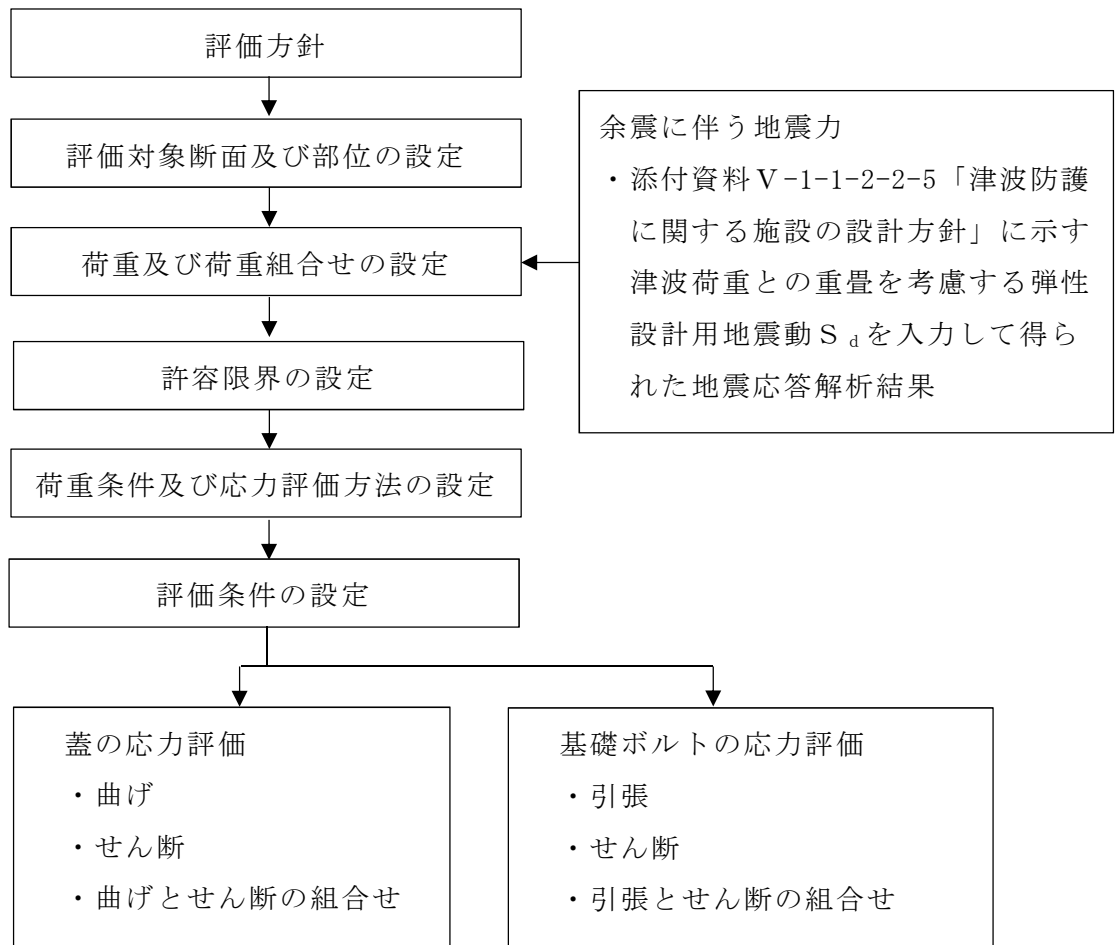 評価方針
評価対象断面及び部位の設定
荷重及び荷重組合せの設定
許容限界の設定
荷重条件及び応力評価方法の設定
評価条件の設定
余震に伴う地震力
・添付資料Ⅴ-1-1-2-2-5「津波防護
に関する施設の設計方針」に示す
津波荷重との重畳を考慮する弾性
設計用地震動Ｓdを入力して得ら
れた地震応答解析結果
蓋の応力評価
・曲げ
・せん断
・曲げとせん断の組合せ
基礎ボルトの応力評価
・引張
・せん断
・引張とせん断の組合せ